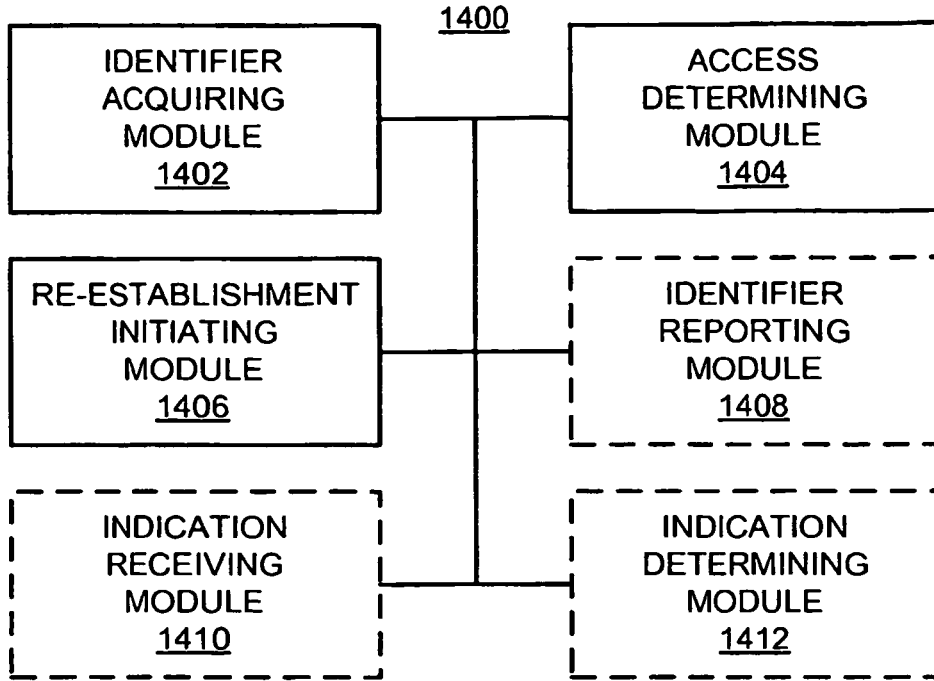 1400
IDENTIFIER
ACQUIRING
MODULE
1402
ACCESS
DETERMINING
MODULE
1404
RE-ESTABLISHMENT
INITIATING
MODULE
1406
IDENTIFIER
REPORTING
MODULE
1408
INDICATION
RECEIVING
MODULE
1410
INDICATION
DETERMINING
MODULE
1412